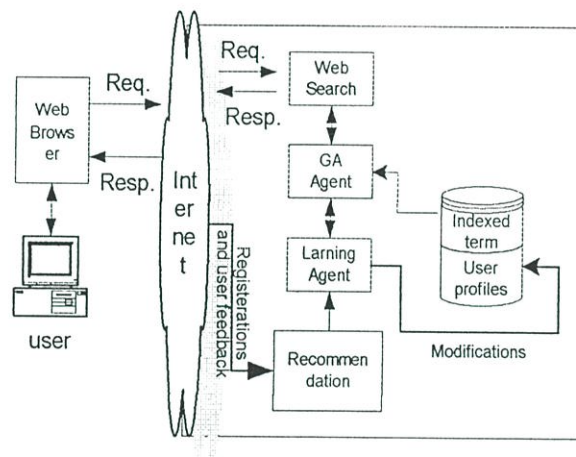 Req.
Web
Search
Web
Brows
er
Req.
Resp.
Resp.
Int
er
ne
t
GA
Agent
Indexed
term
User
profiles
Larning
Agent
Registerations
and user feedback
user
Recommen
dation
Modifications